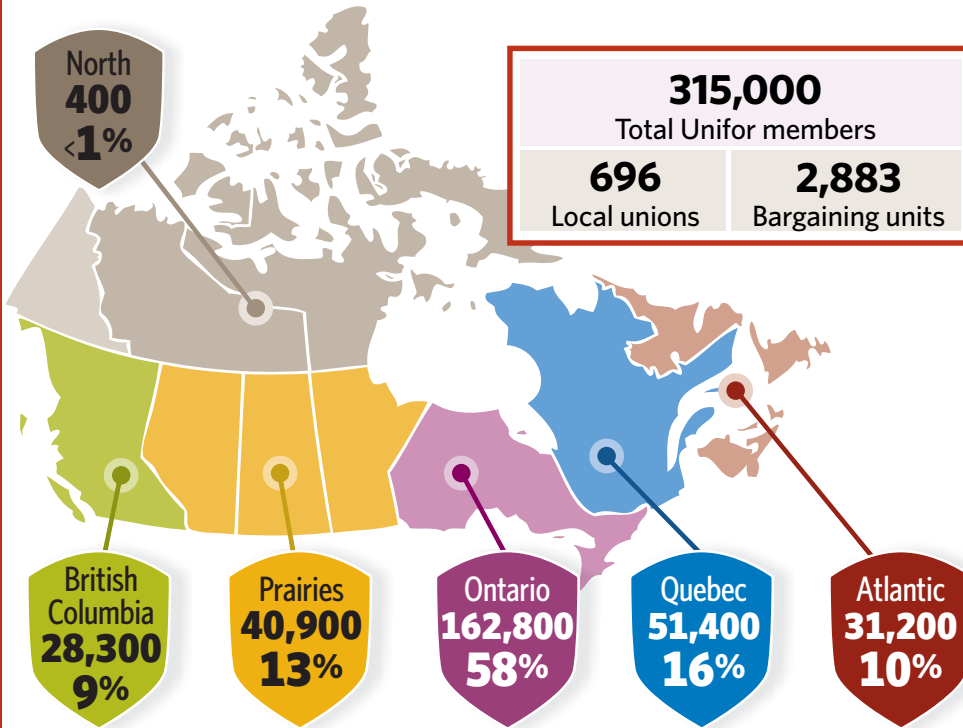 North
400
<1%
315,000
Total Unifor members
696
Local unions
2,883
Bargaining units
British
Columbia
28,300
9%
Prairies
40,900
13%
Ontario
162,800
58%
Quebec
51,400
16%
Atlantic
31,200
10%